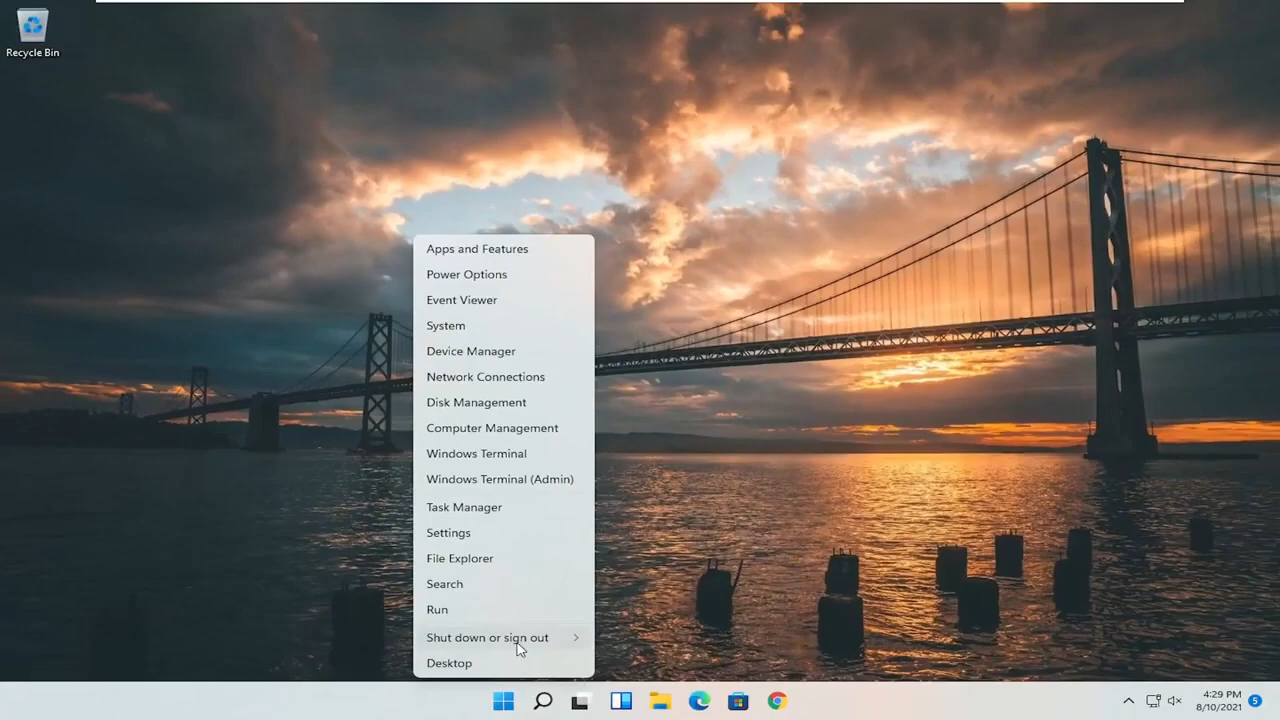 Recycle Bin
Apps and Features
Power Options
Event Viewer
System
Device Manager
Network Connections
Disk Management
Computer Management
Windows Terminal
Windows Terminal (Admin)
Task Manager
Settings
File Explorer
Search
Run
Shut down or sign out
Desktop
4:29 PM
8/10/2021
5